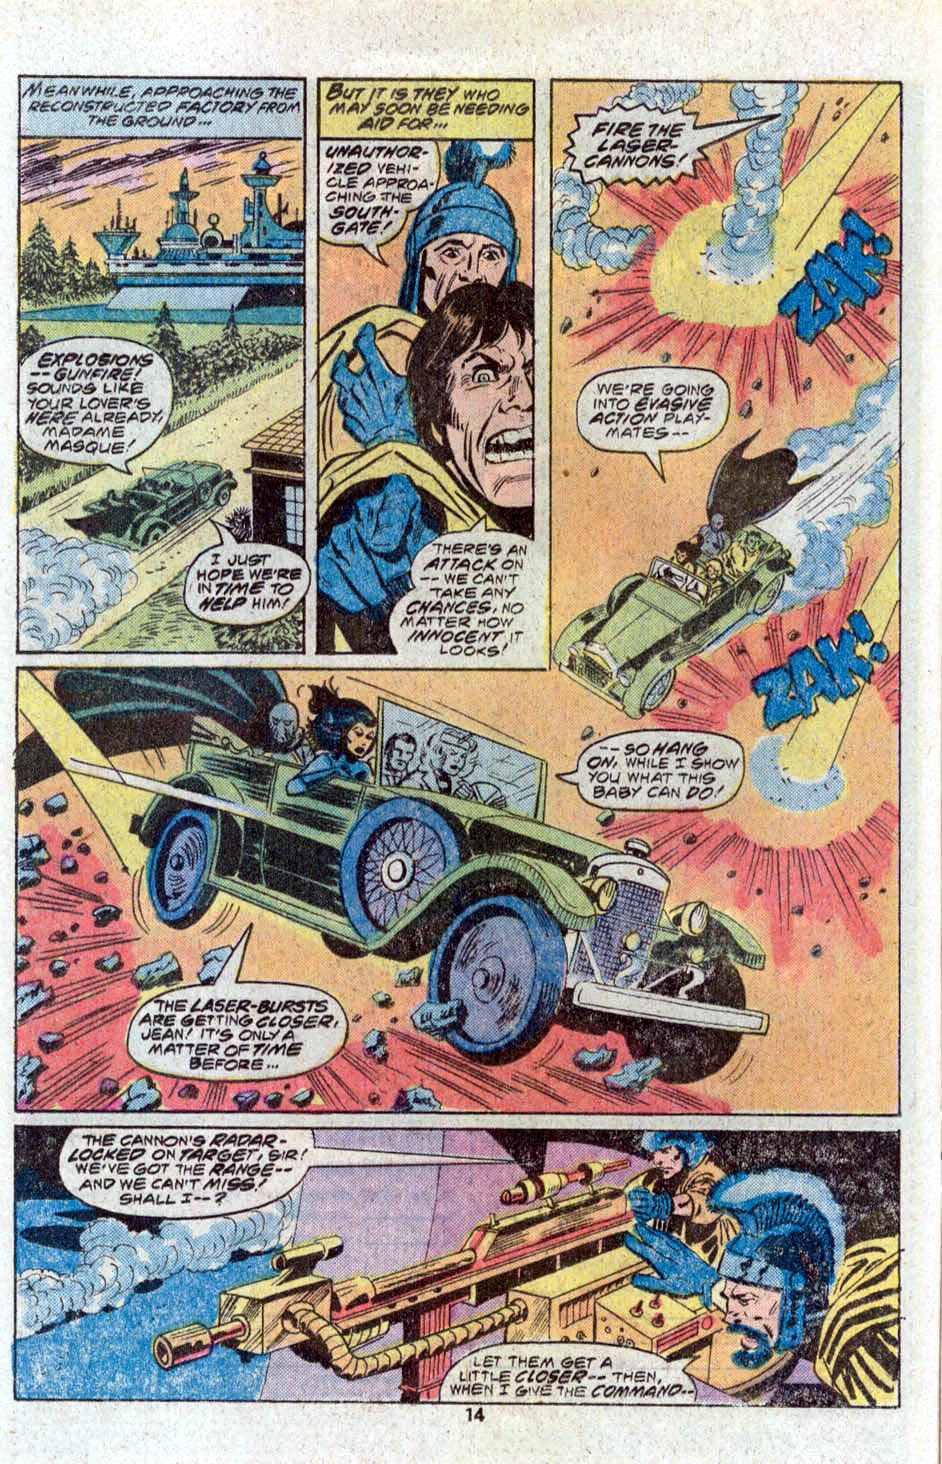 MEANWHILE, APPROACHING THE
RECONSTRUCTED FACTORY FROM
THE GROUND...
EXPLOSIONS
-- GUNFIRE!
SOUNDS LIKE
YOUR LOVER'S
HERE ALREADY,
MADAME
MASQUE!
I JUST
HOPE WE'RE
IN TIME TO
HELP HIM!
BUT IT IS THEY WHO
MAY SOON BE NEEDING
AID FOR...
UNAUTHOR-
IZED VEHI-
CLE APPROA-
CHING THE
SOUTH-
GATE!
THERE'S AN
ATTACK ON
-- WE CAN'T
TAKE ANY
CHANCES, NO
MATTER HOW
INNOCENT IT
LOOKS!
FIRE THE
LASER-
CANNONS!
ZAK!
WE'RE GOING
INTO EVASIVE
ACTION PLAY-
MATES--
ZAK!
-- SO HANG
ON, WHILE I SHOW
YOU WHAT THIS
BABY CAN DO!
THE LASER-BURSTS
ARE GETTING CLOSER,
JEAN! IT'S ONLY A
MATTER OF TIME
BEFORE...
THE CANNON'S RADAR-
LOCKED ON TARGET, SIR!
WE'VE GOT THE RANGE--
AND WE CAN'T MISS!
SHALL I--?
LET THEM GET A
LITTLE CLOSER-- THEN,
WHEN I GIVE THE COMMAND--
14